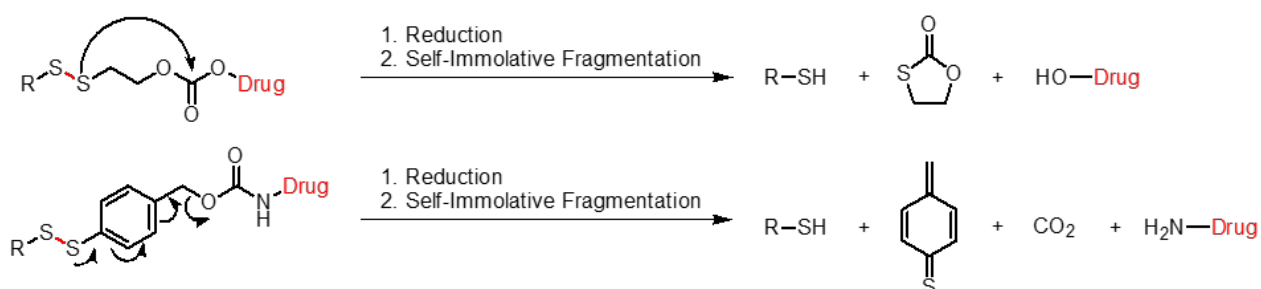 1. Reduction
2. Self-Immolative Fragmentation
R S S O O Drug O
R–SH + O S O + HO–Drug
1. Reduction
2. Self-Immolative Fragmentation
R S S O O N H Drug
R–SH + S + CO2 + H2N–Drug